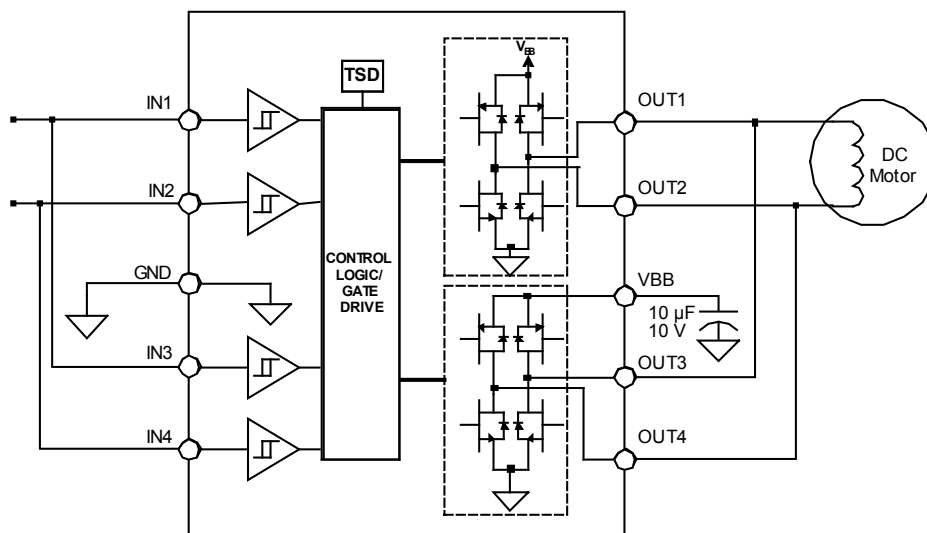 V_BB
TSD
IN1
OUT1
DC
Motor
IN2
OUT2
CONTROL
LOGIC/
GATE
DRIVE
GND
VBB
10 µF
10 V
IN3
OUT3
IN4
OUT4